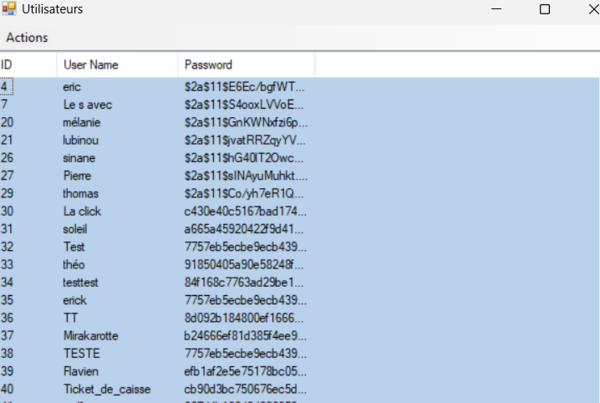 Utilisateurs
Actions
ID User Name Password
4 eric $2a$11$E6Ec/bgfWT...
7 Le s avec $2a$11$S4ooxLVVoE...
20 mélanie $2a$11$GnKWNxfzi6p...
21 lubinou $2a$11$jvatRRZqyYV...
26 sinane $2a$11$hG40IT2Owc...
27 Pierre $2a$11$sINAyuMuhkt....
29 thomas $2a$11$Co/yh7eR1Q...
30 La click c430e40c5167bad174...
31 soleil a665a45920422f9d41...
32 Test 7757eb5ecbe9ecb439...
33 théo 91850405a90e58248f...
34 testtest 84f168c7763ad29be1...
35 erick 7757eb5ecbe9ecb439...
36 TT 8d092b184800ef1666...
37 Mirakarotte b24666ef81d385f4ee9...
38 TESTE 7757eb5ecbe9ecb439...
39 Flavien efb1af2e5e75178bc05...
40 Ticket_de_caisse cb90d3bc750676ec5d...